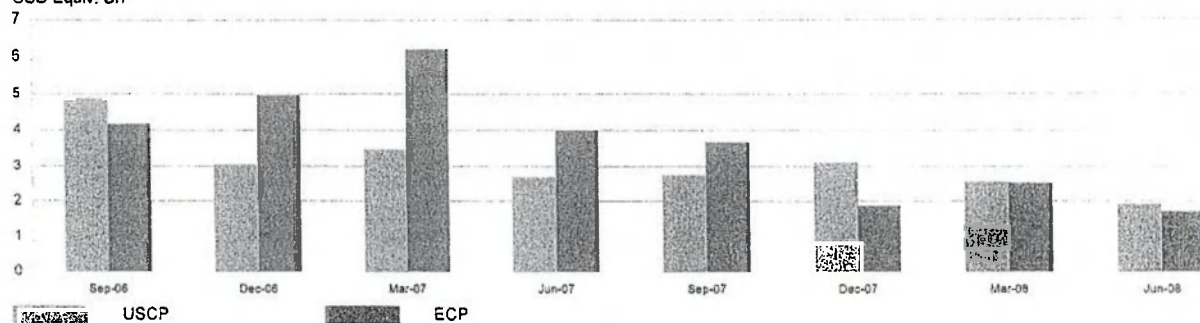 USD Equiv. Bn
7
6
5
4
3
2
1
0
Sep-06 Dec-06 Mar-07 Jun-07 Sep-07 Dec-07 Mar-08 Jun-08
USCP ECP